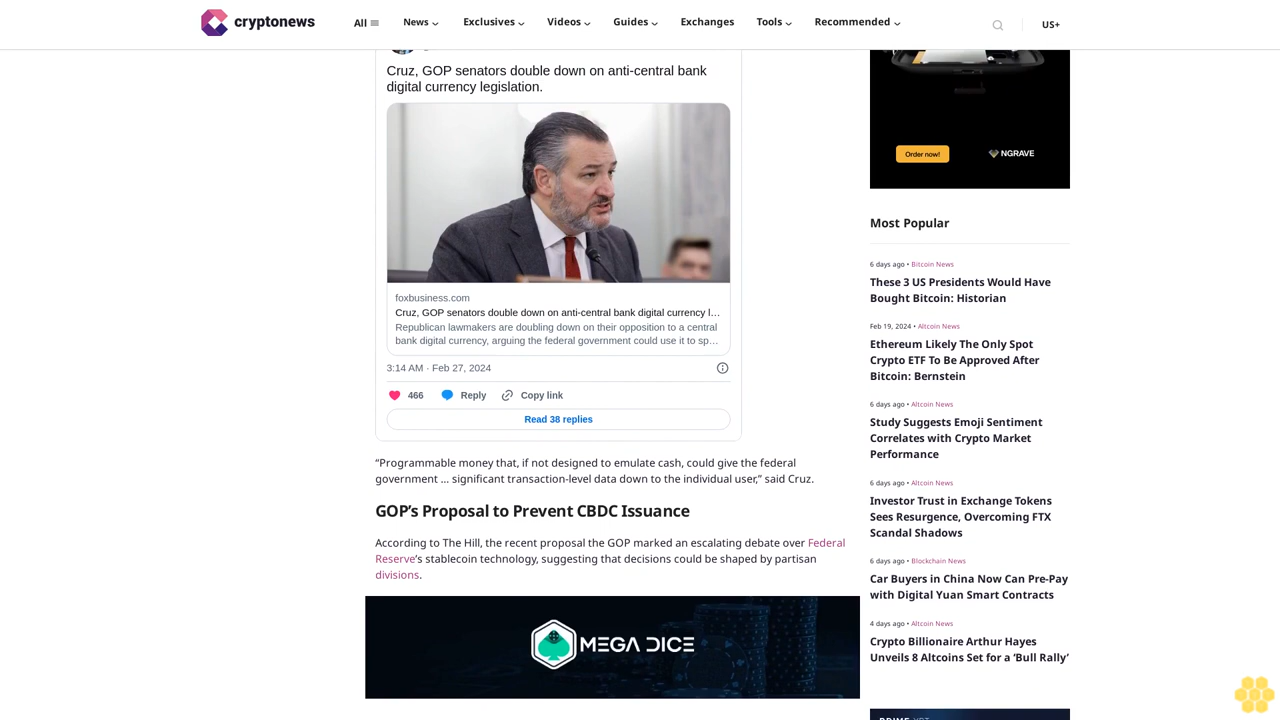 cryptonews
All
News
Exclusives
Videos
Guides
Exchanges
Tools
Recommended
US+
Cruz, GOP senators double down on anti-central bank
digital currency legislation.
foxbusiness.com
Cruz, GOP senators double down on anti-central bank digital currency l…
Republican lawmakers are doubling down on their opposition to a central
bank digital currency, arguing the federal government could use it to sp…
3:14 AM · Feb 27, 2024
466 Reply Copy link
Read 38 replies
“Programmable money that, if not designed to emulate cash, could give the federal
government … significant transaction-level data down to the individual user,” said Cruz.
GOP’s Proposal to Prevent CBDC Issuance
According to The Hill, the recent proposal the GOP marked an escalating debate over Federal
Reserve’s stablecoin technology, suggesting that decisions could be shaped by partisan
divisions.
MEGA DICE
Order now!
NGRAVE
Most Popular
6 days ago • Bitcoin News
These 3 US Presidents Would Have
Bought Bitcoin: Historian
Feb 19, 2024 • Altcoin News
Ethereum Likely The Only Spot
Crypto ETF To Be Approved After
Bitcoin: Bernstein
6 days ago • Altcoin News
Study Suggests Emoji Sentiment
Correlates with Crypto Market
Performance
6 days ago • Altcoin News
Investor Trust in Exchange Tokens
Sees Resurgence, Overcoming FTX
Scandal Shadows
6 days ago • Blockchain News
Car Buyers in China Now Can Pre-Pay
with Digital Yuan Smart Contracts
4 days ago • Altcoin News
Crypto Billionaire Arthur Hayes
Unveils 8 Altcoins Set for a ‘Bull Rally’